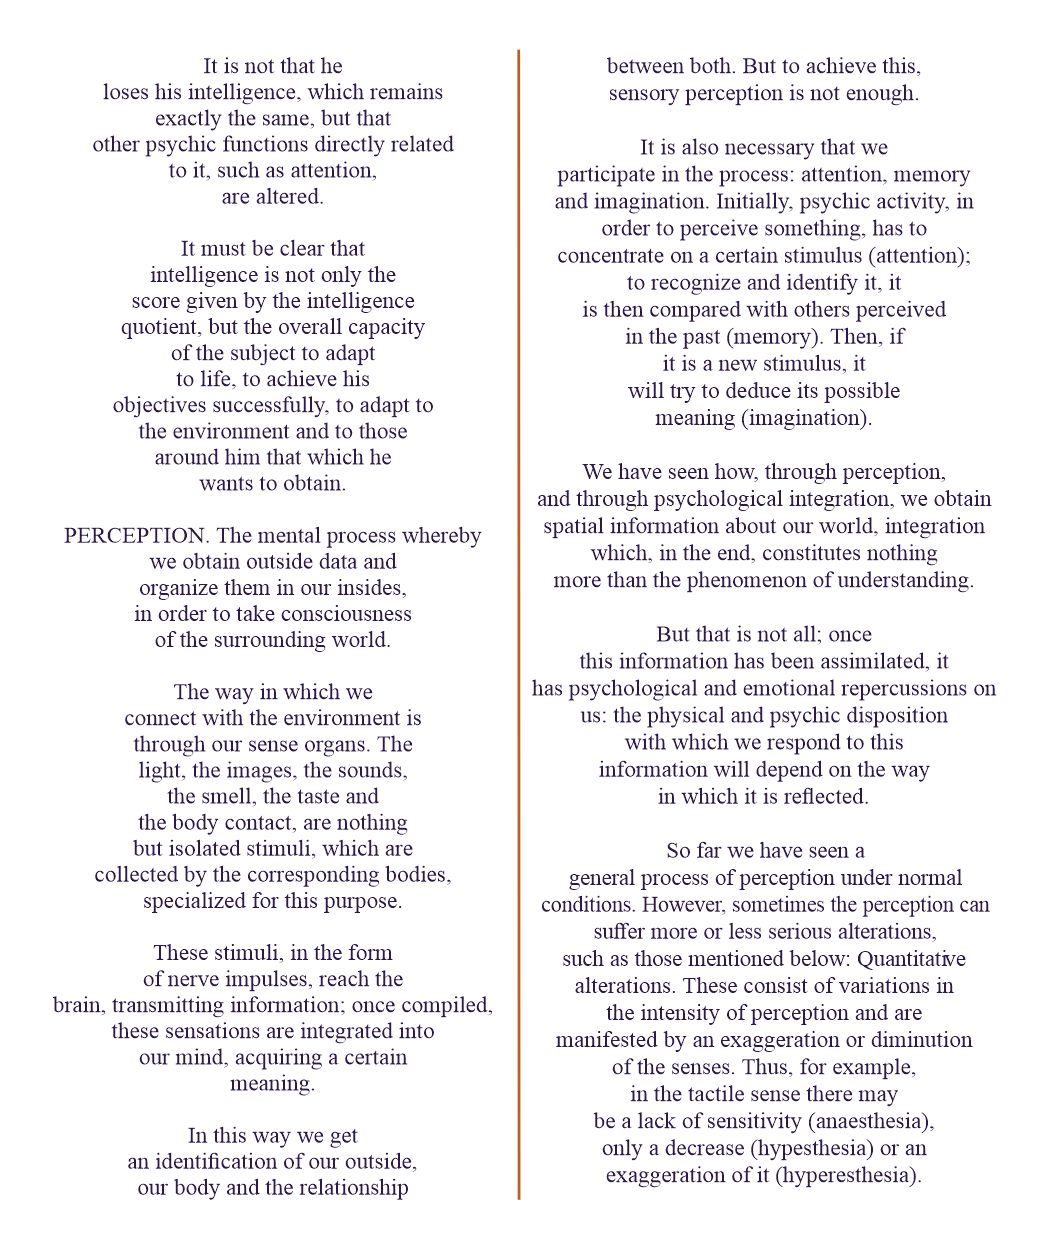 It is not that he
loses his intelligence, which remains
exactly the same, but that
other psychic functions directly related
to it, such as attention,
are altered.
It must be clear that
intelligence is not only the
score given by the intelligence
quotient, but the overall capacity
of the subject to adapt
to life, to achieve his
objectives successfully, to adapt to
the environment and to those
around him that which he
wants to obtain.
PERCEPTION. The mental process whereby
we obtain outside data and
organize them in our insides,
in order to take consciousness
of the surrounding world.
The way in which we
connect with the environment is
through our sense organs. The
light, the images, the sounds,
the smell, the taste and
the body contact, are nothing
but isolated stimuli, which are
collected by the corresponding bodies,
specialized for this purpose.
These stimuli, in the form
of nerve impulses, reach the
brain, transmitting information; once compiled,
these sensations are integrated into
our mind, acquiring a certain
meaning.
In this way we get
an identification of our outside,
our body and the relationship
between both. But to achieve this,
sensory perception is not enough.
It is also necessary that we
participate in the process: attention, memory
and imagination. Initially, psychic activity, in
order to perceive something, has to
concentrate on a certain stimulus (attention);
to recognize and identify it, it
is then compared with others perceived
in the past (memory). Then, if
it is a new stimulus, it
will try to deduce its possible
meaning (imagination).
We have seen how, through perception,
and through psychological integration, we obtain
spatial information about our world, integration
which, in the end, constitutes nothing
more than the phenomenon of understanding.
But that is not all; once
this information has been assimilated, it
has psychological and emotional repercussions on
us: the physical and psychic disposition
with which we respond to this
information will depend on the way
in which it is reflected.
So far we have seen a
general process of perception under normal
conditions. However, sometimes the perception can
suffer more or less serious alterations,
such as those mentioned below: Quantitative
alterations. These consist of variations in
the intensity of perception and are
manifested by an exaggeration or diminution
of the senses. Thus, for example,
in the tactile sense there may
be a lack of sensitivity (anaesthesia),
only a decrease (hypesthesia) or an
exaggeration of it (hyperesthesia).